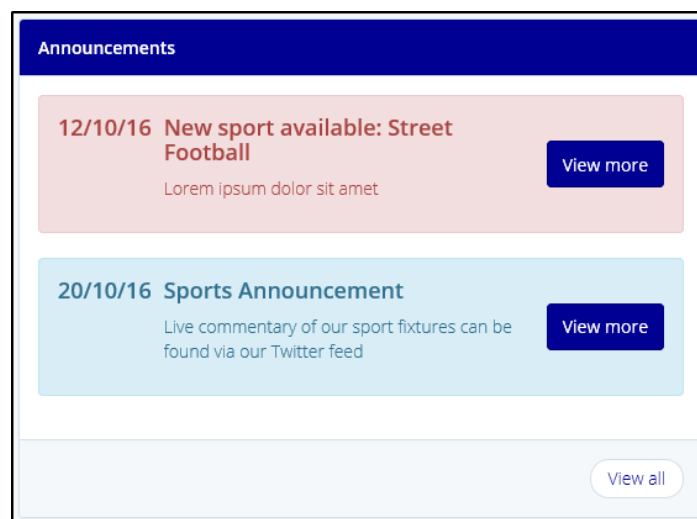 Announcements
12/10/16 New sport available: Street
Football
Lorem ipsum dolor sit amet
View more
20/10/16 Sports Announcement
Live commentary of our sport fixtures can be
found via our Twitter feed
View more
View all